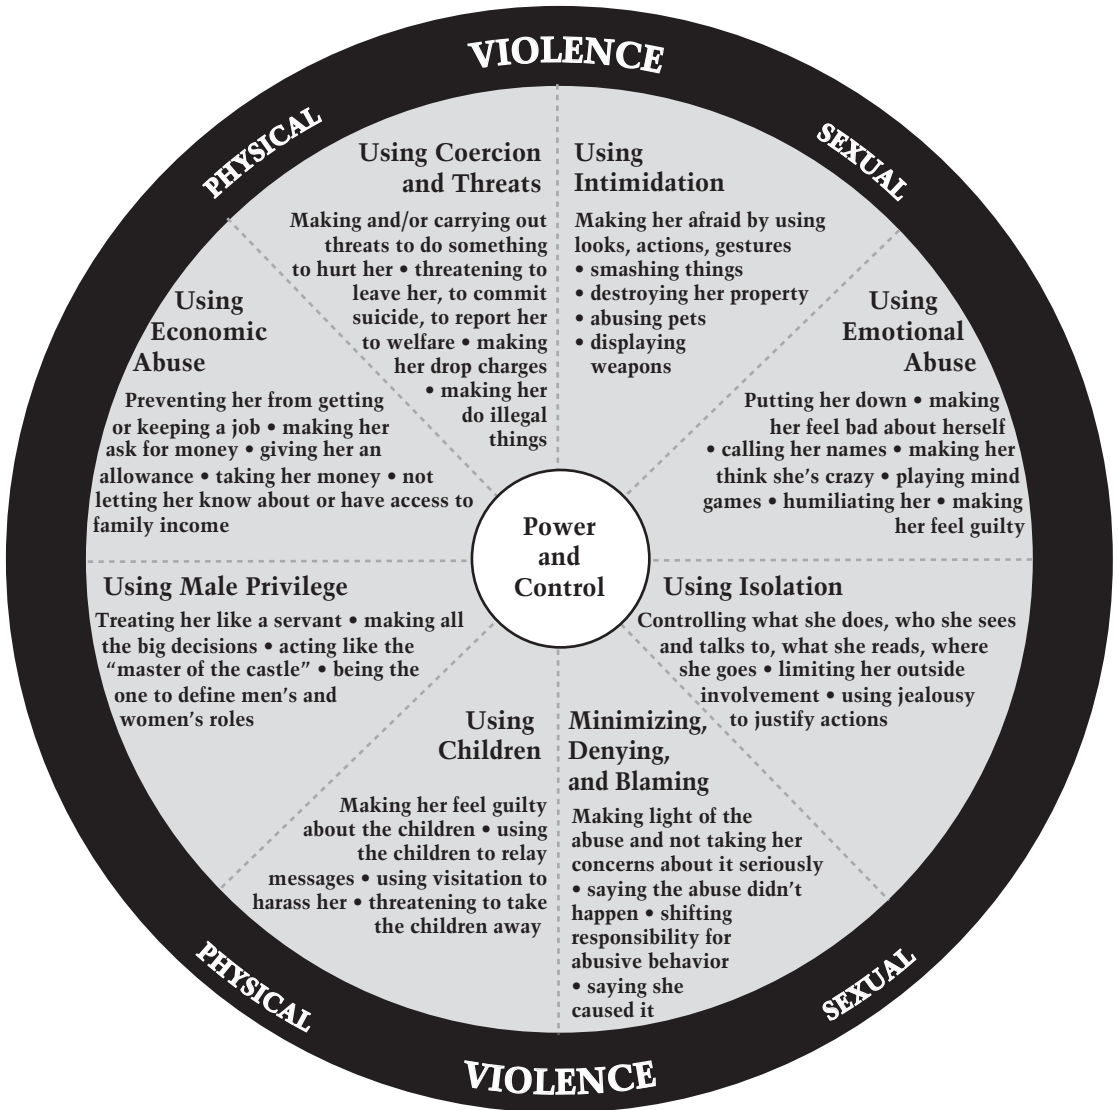 VIOLENCE
PHYSICAL
SEXUAL
Using Coercion
and Threats
Making and/or carrying out
threats to do something
to hurt her • threatening to
leave her, to commit
suicide, to report her
to welfare • making
her drop charges
• making her
do illegal
things
Using
Intimidation
Making her afraid by using
looks, actions, gestures
• smashing things
• destroying her property
• abusing pets
• displaying
weapons
Using
Economic
Abuse
Preventing her from getting
or keeping a job • making her
ask for money • giving her an
allowance • taking her money • not
letting her know about or have access to
family income
Using
Emotional
Abuse
Putting her down • making
her feel bad about herself
• calling her names • making her
think she’s crazy • playing mind
games • humiliating her • making
her feel guilty
Power
and
Control
Using Male Privilege
Treating her like a servant • making all
the big decisions • acting like the
“master of the castle” • being the
one to define men’s and
women’s roles
Using Isolation
Controlling what she does, who she sees
and talks to, what she reads, where
she goes • limiting her outside
involvement • using jealousy
to justify actions
Using
Children
Making her feel guilty
about the children • using
the children to relay
messages • using visitation to
harass her • threatening to take
the children away
Minimizing,
Denying,
and Blaming
Making light of the
abuse and not taking her
concerns about it seriously
• saying the abuse didn’t
happen • shifting
responsibility for
abusive behavior
• saying she
caused it
PHYSICAL
SEXUAL
VIOLENCE